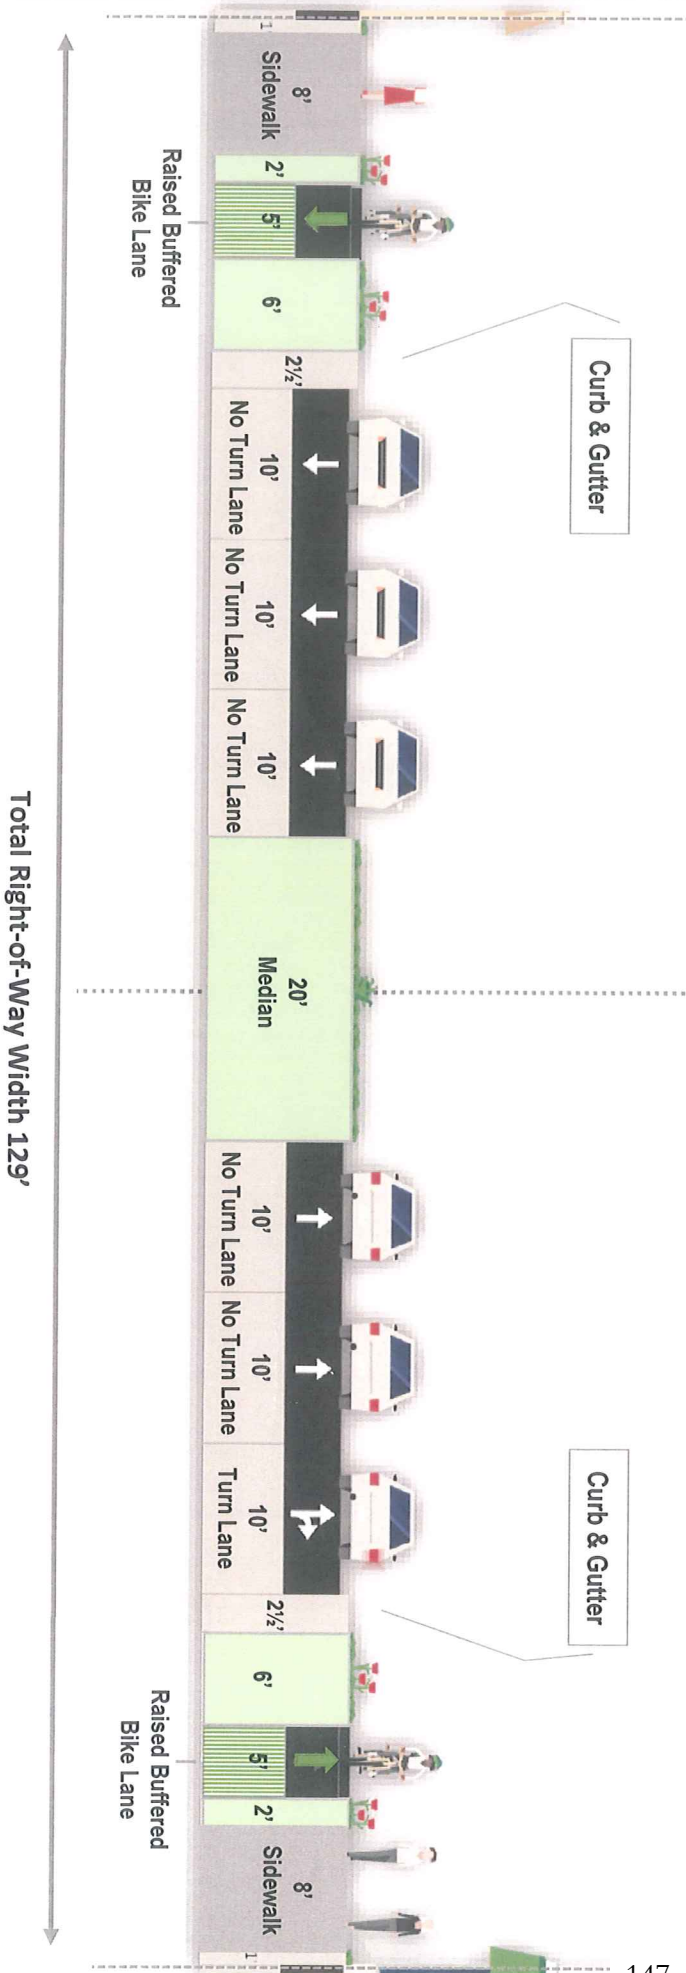 Curb & Gutter
Curb & Gutter
1'
8'
Sidewalk
2'
5'
6'
2½'
10'
No Turn Lane
10'
No Turn Lane
10'
No Turn Lane
20'
Median
10'
No Turn Lane
10'
No Turn Lane
10'
Turn Lane
2½'
6'
5'
2'
8'
Sidewalk
1'
Raised Buffered
Bike Lane
Raised Buffered
Bike Lane
Total Right-of-Way Width 129'
147